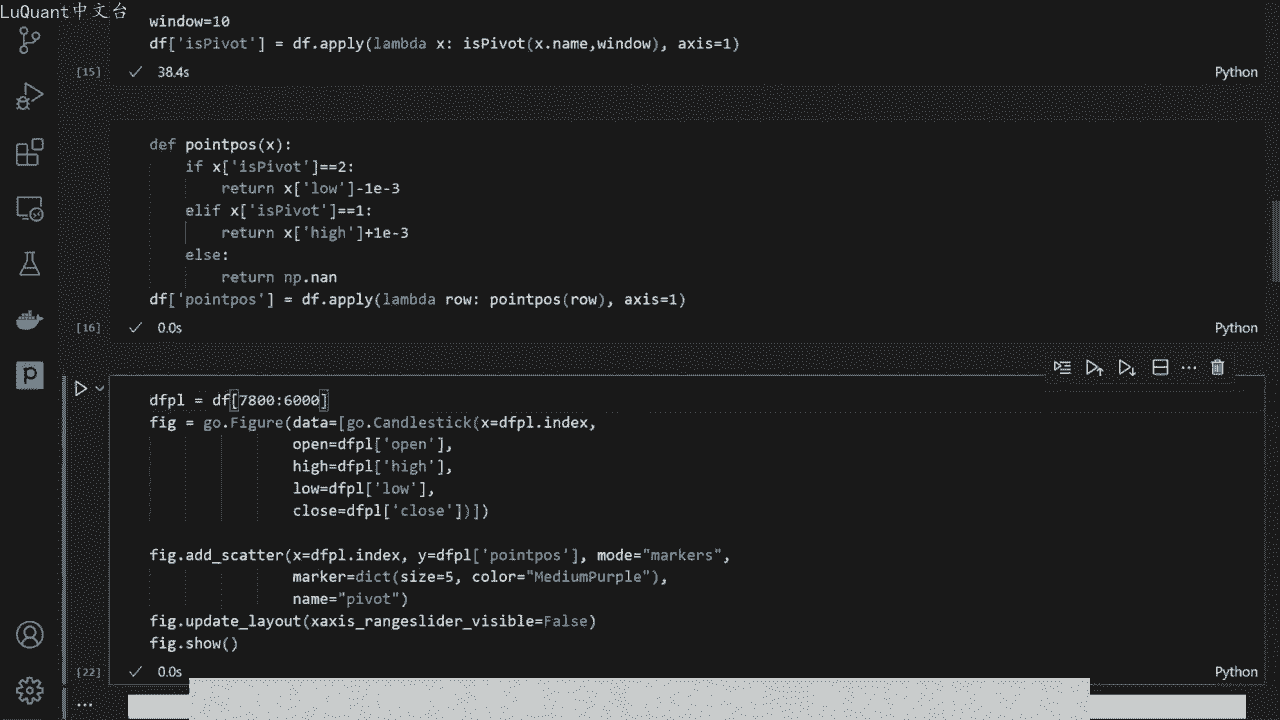 LuQuant中文台
window=10
df['isPivot'] = df.apply(lambda x: isPivot(x.name,window), axis=1)
[15]
38.4s
Python
def pointpos(x):
if x['isPivot']==2:
return x['low']-1e-3
elif x['isPivot']==1:
return x['high']+1e-3
else:
return np.nan
df['pointpos'] = df.apply(lambda row: pointpos(row), axis=1)
[16]
0.0s
Python
dfpl = df[7800:6000]
fig = go.Figure(data=[go.Candlestick(x=dfpl.index,
open=dfpl['open'],
high=dfpl['high'],
low=dfpl['low'],
close=dfpl['close'])])
fig.add_scatter(x=dfpl.index, y=dfpl['pointpos'], mode="markers",
marker=dict(size=5, color="MediumPurple"),
name="pivot")
fig.update_layout(xaxis_rangeslider_visible=False)
fig.show()
[22]
0.0s
Python